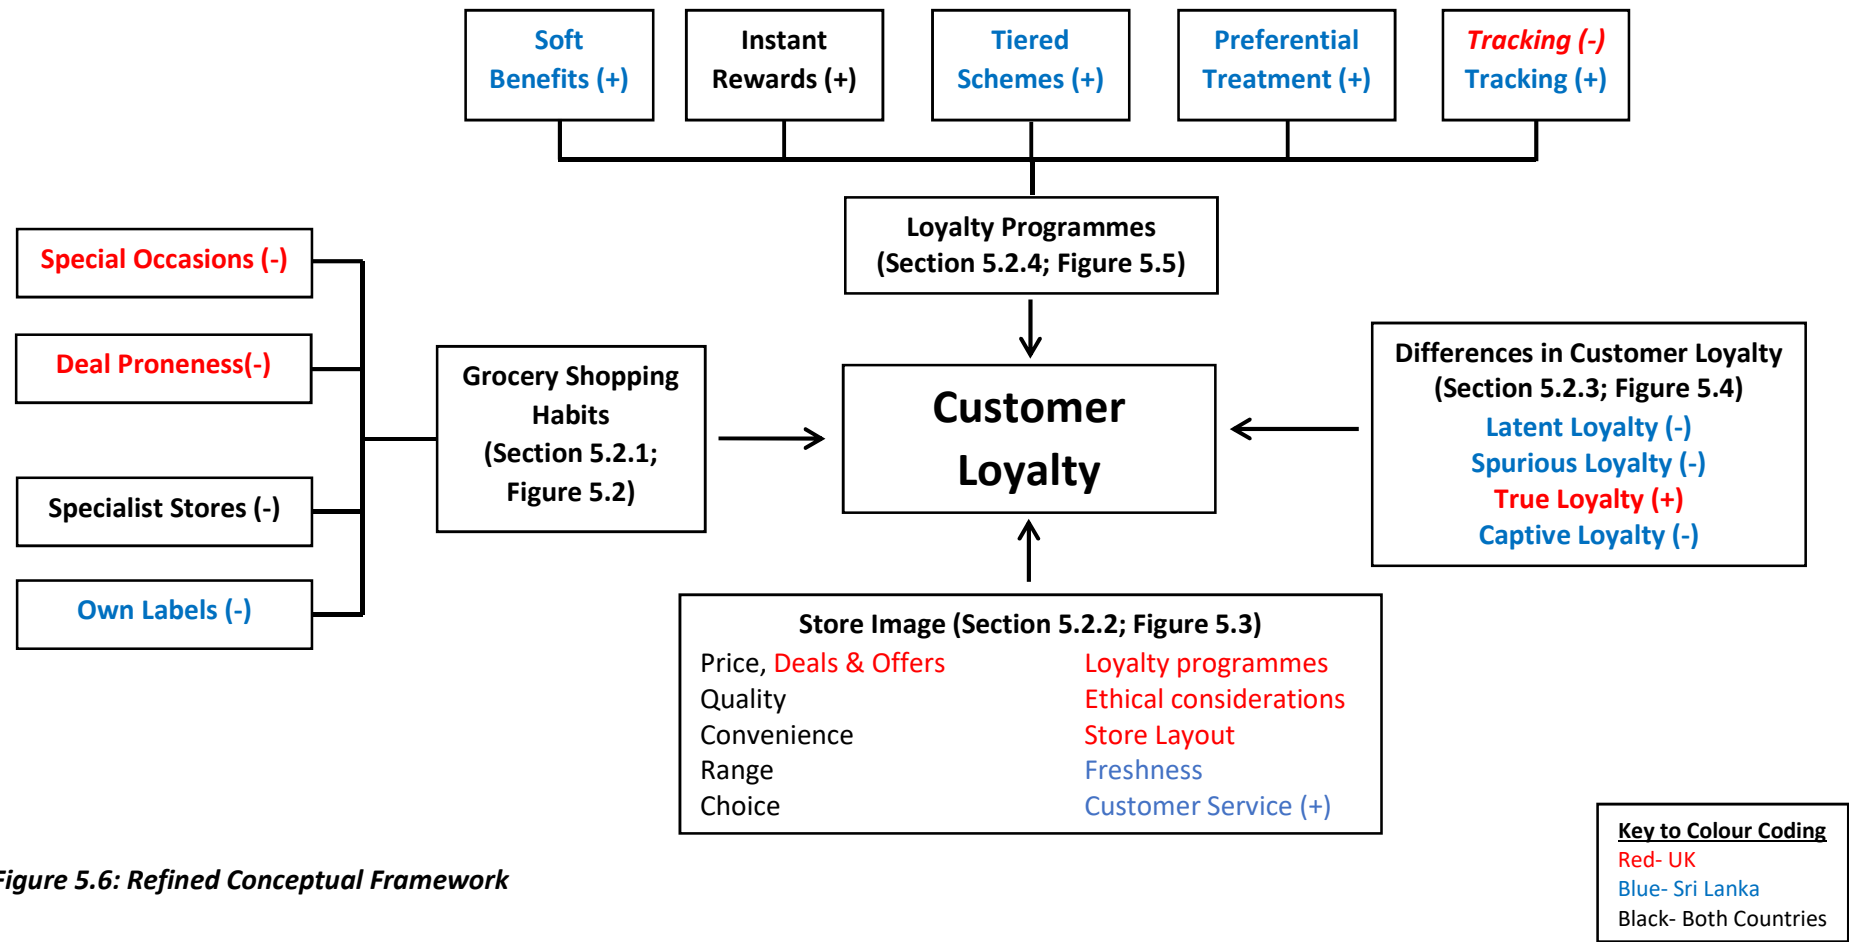 Soft
Benefits (+)
Instant
Rewards (+)
Tiered
Schemes (+)
Preferential
Treatment (+)
Tracking (-)
Tracking (+)
Loyalty Programmes
(Section 5.2.4; Figure 5.5)
Special Occasions (-)
Deal Proneness(-)
Specialist Stores (-)
Own Labels (-)
Grocery Shopping
Habits
(Section 5.2.1;
Figure 5.2)
Customer
Loyalty
Differences in Customer Loyalty
(Section 5.2.3; Figure 5.4)
Latent Loyalty (-)
Spurious Loyalty (-)
True Loyalty (+)
Captive Loyalty (-)
Store Image (Section 5.2.2; Figure 5.3)
Price, Deals & Offers
Quality
Convenience
Range
Choice
Loyalty programmes
Ethical considerations
Store Layout
Freshness
Customer Service (+)
Key to Colour Coding
Red- UK
Blue- Sri Lanka
Black- Both Countries
Figure 5.6: Refined Conceptual Framework